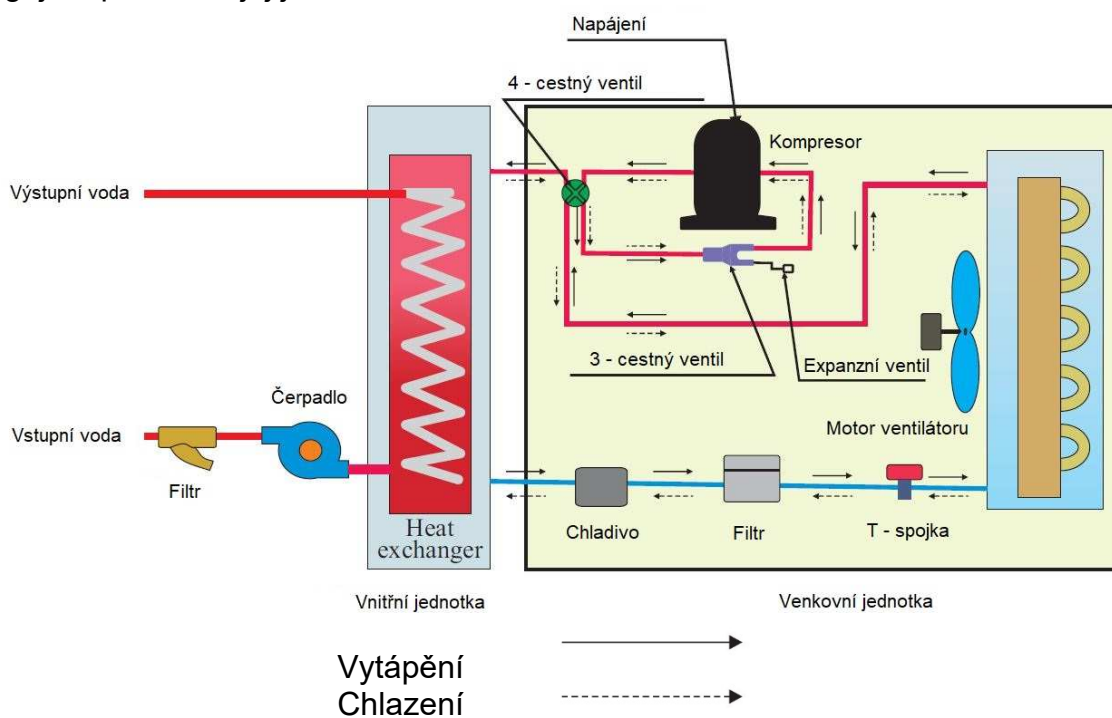 Napájení
4 - cestný ventil
Kompresor
Výstupní voda
3 - cestný ventil
Expanzní ventil
Čerpadlo
Vstupní voda
Motor ventilátoru
Filtr
Heat
exchanger
Chladivo
Filtr
T - spojka
Vnitřní jednotka
Venkovní jednotka
Vytápění
Chlazení